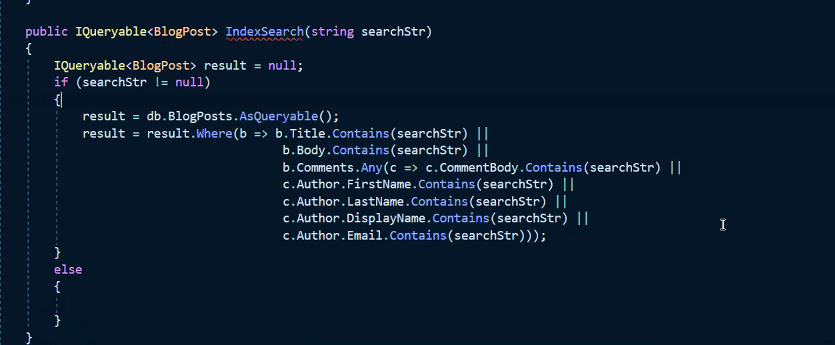 }
public IQueryable<BlogPost> IndexSearch(string searchStr)
{
IQueryable<BlogPost> result = null;
if (searchStr != null)
{
result = db.BlogPosts.AsQueryable();
result = result.Where(b => b.Title.Contains(searchStr) ||
b.Body.Contains(searchStr) ||
b.Comments.Any(c => c.CommentBody.Contains(searchStr) ||
c.Author.FirstName.Contains(searchStr) ||
c.Author.LastName.Contains(searchStr) ||
c.Author.DisplayName.Contains(searchStr) ||
c.Author.Email.Contains(searchStr)));
}
else
{
}
}